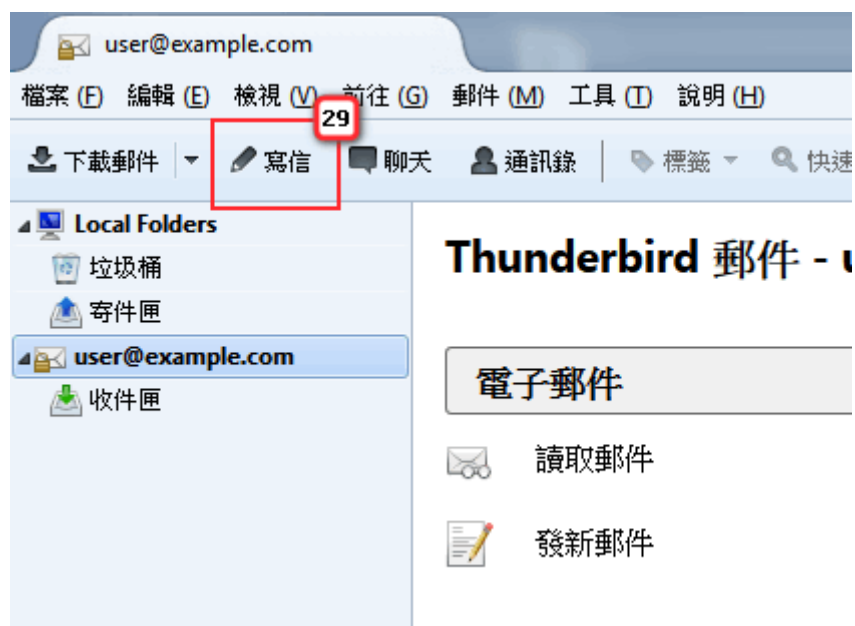 user@example.com
檔案 (F) 編輯 (E) 檢視 (V) 前往 (G) 郵件 (M) 工具 (T) 說明 (H)
29
下載郵件 寫信 聊天 通訊錄 標籤 快速
Local Folders
垃圾桶
寄件匣
user@example.com
收件匣
Thunderbird 郵件 - u
電子郵件
讀取郵件
發新郵件